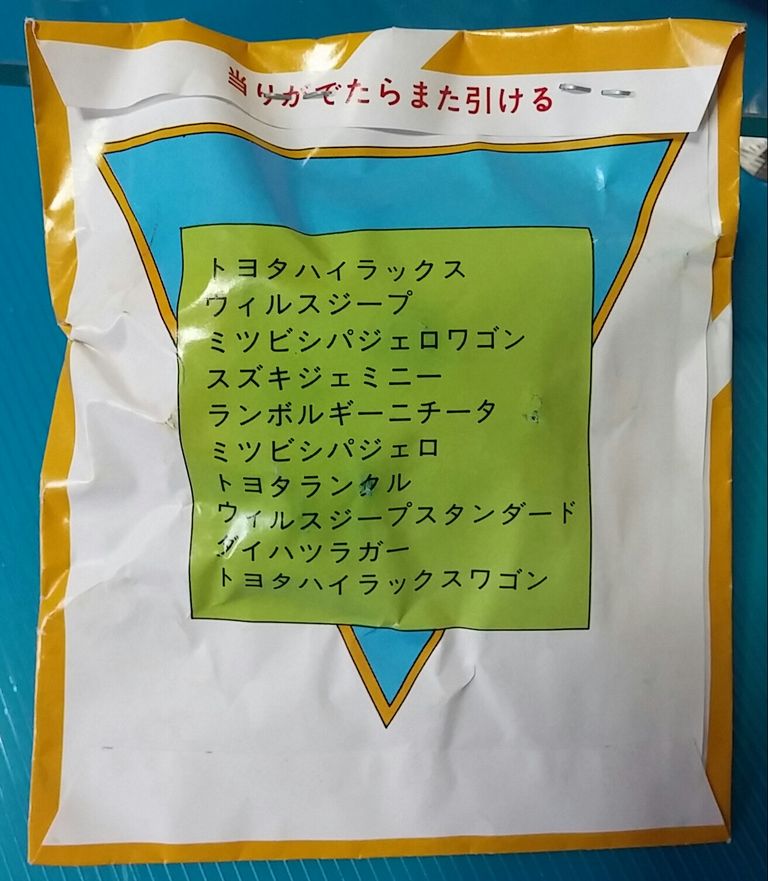 当りがでたらまた引ける
トヨタハイラックス
ウィルスジープ
ミツビシパジェロワゴン
スズキジェミニー
ランボルギーニチータ
ミツビシパジェロ
トヨタランクル
ウィルスジープスタンダード
ダイハツラガー
トヨタハイラックスワゴン